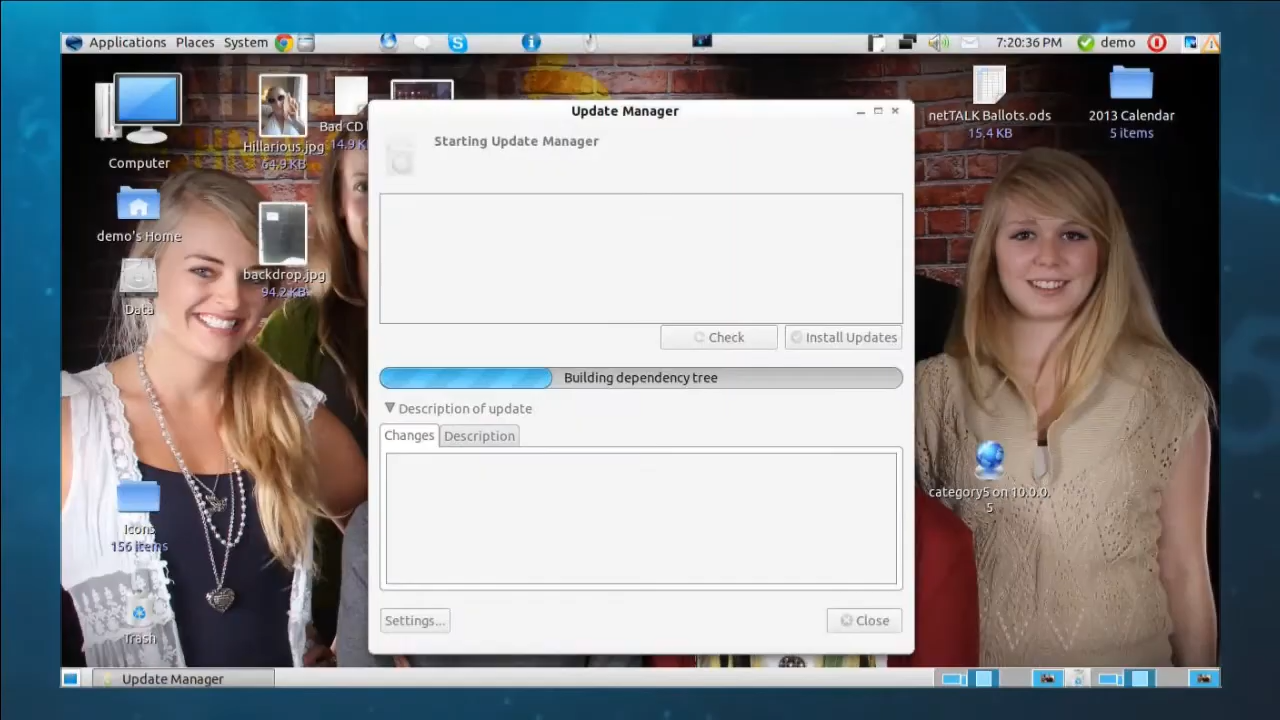 Applications Places System
7:20:36 PM demo
Update Manager
Starting Update Manager
Computer
Hillarious.jpg
64.9 KB
Bad CD
14.9 K
netTALK Ballots.ods
15.4 KB
2013 Calendar
5 items
demo's Home
backdrop.jpg
94.2 KB
Data
Check Install Updates
Building dependency tree
Description of update
Changes Description
category5 on 10.0.0.
5
Icons
156 items
Trash
Settings... Close
Update Manager